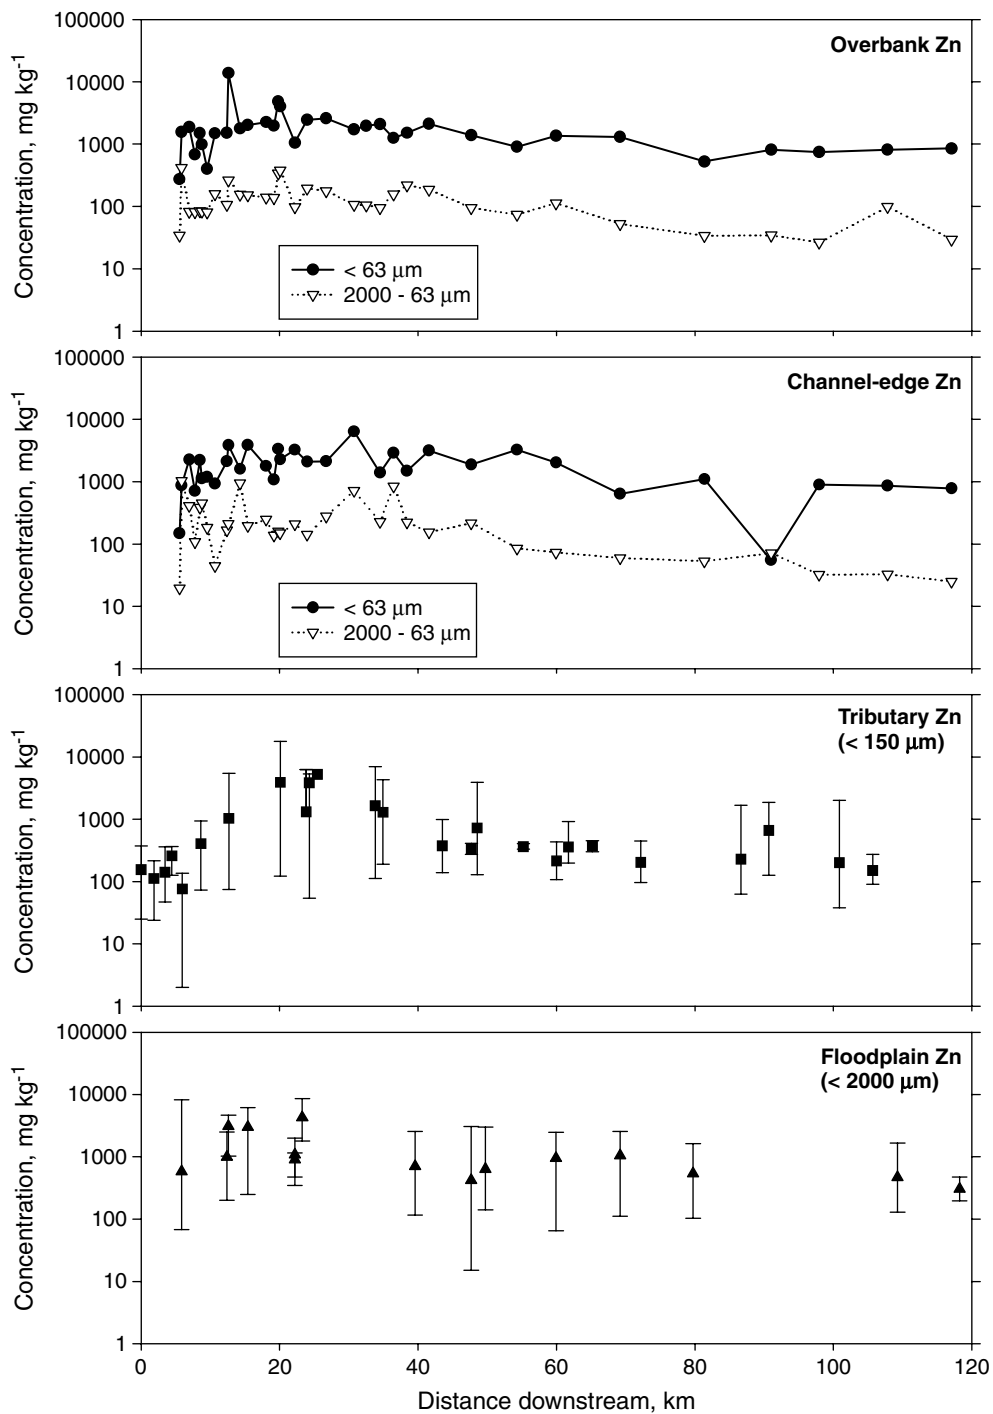 Overbank Zn
Concentration, mg kg-1
100000
10000
1000
100
10
1
< 63 μm
2000 - 63 μm
Channel-edge Zn
Concentration, mg kg-1
100000
10000
1000
100
10
1
< 63 μm
2000 - 63 μm
Tributary Zn
(< 150 μm)
Concentration, mg kg-1
100000
10000
1000
100
10
1
Floodplain Zn
(< 2000 μm)
Concentration, mg kg-1
100000
10000
1000
100
10
1
0 20 40 60 80 100 120
Distance downstream, km